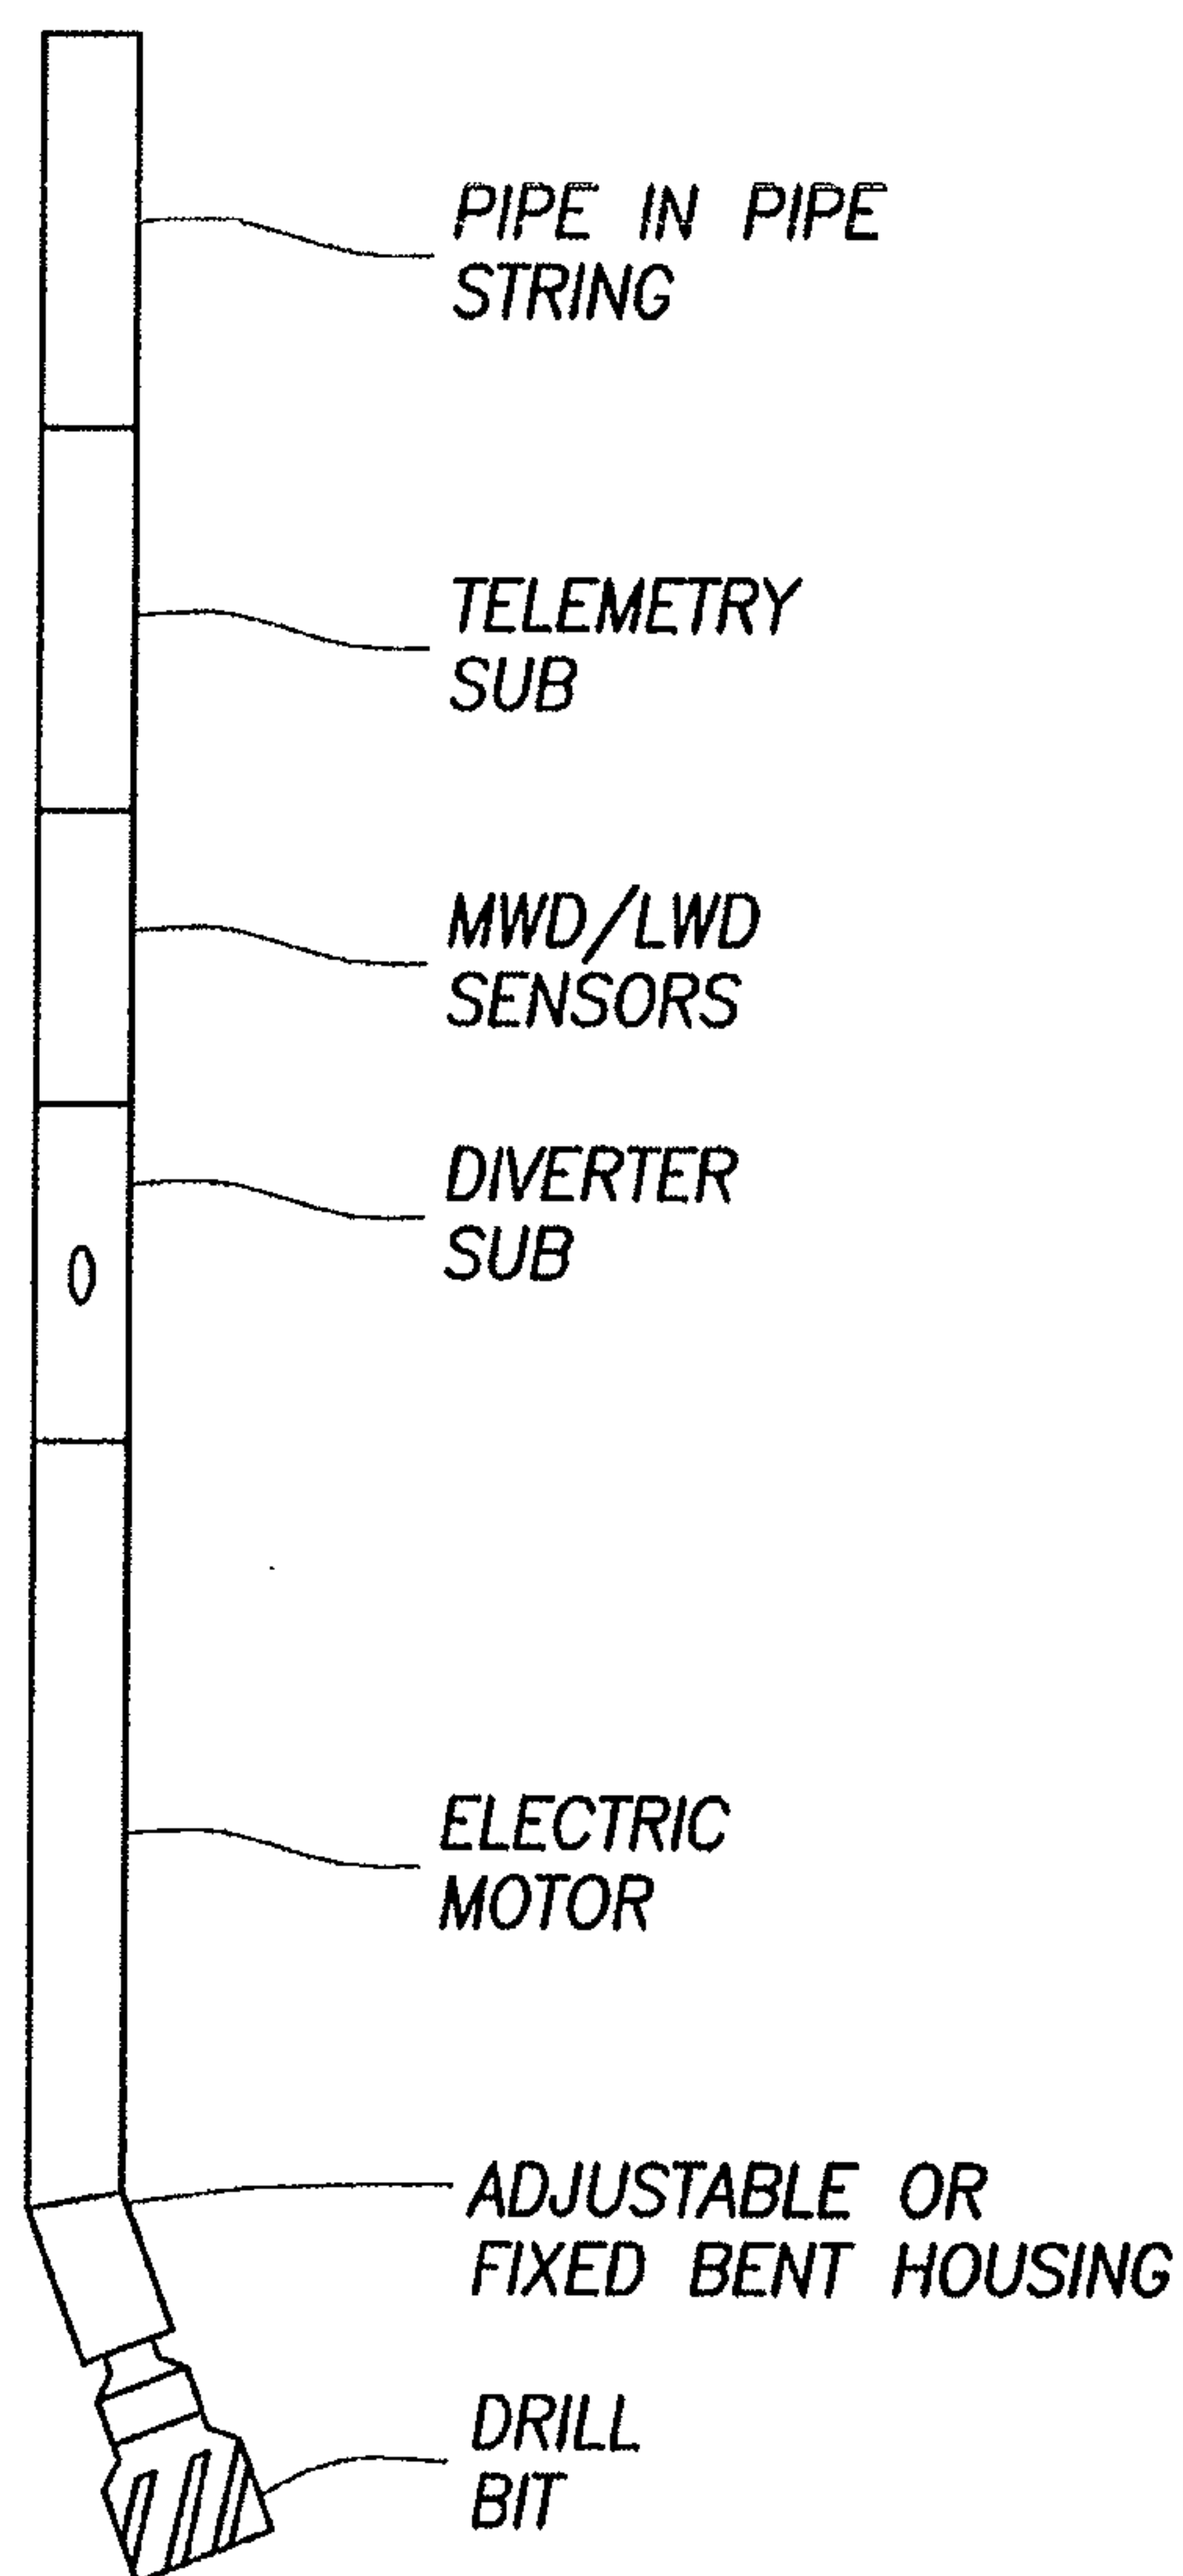 PIPE IN PIPE
STRING
TELEMETRY
SUB
MWD/LWD
SENSORS
DIVERTER
SUB
ELECTRIC
MOTOR
ADJUSTABLE OR
FIXED BENT HOUSING
DRILL
BIT